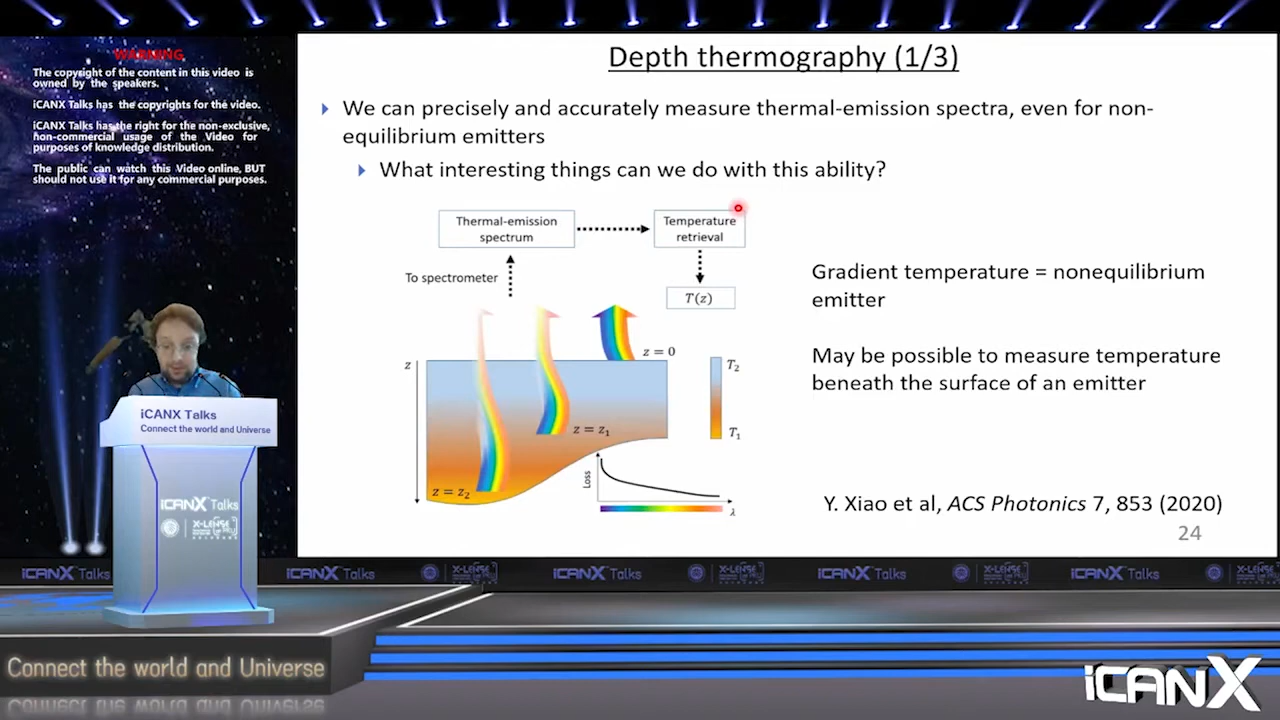 WARNING
The copyright of the content in this video is
owned by the speakers.
iCANX Talks has the copyrights for the video.
iCANX Talks has the right for the non-exclusive,
non-commercial usage of the Video for
purposes of knowledge distribution.
The public can watch this Video online, BUT
should not use it for any commercial purposes.
Depth thermography (1/3)
We can precisely and accurately measure thermal-emission spectra, even for non-
equilibrium emitters
What interesting things can we do with this ability?
Thermal-emission
spectrum
Temperature
retrieval
To spectrometer
T(z)
z = 0
z
T₂
z = z₁
T₁
z = z₂
Loss
λ
Gradient temperature = nonequilibrium
emitter
May be possible to measure temperature
beneath the surface of an emitter
Y. Xiao et al, ACS Photonics 7, 853 (2020)
24
iCANX Talks
Connect the world and Universe
iCANX Talks
X-LENSE
iCANX Talks
iCANX Talks
iCANX Talks
iCANX Talks
iCANX Talks
Connect the world and Universe
iCANX